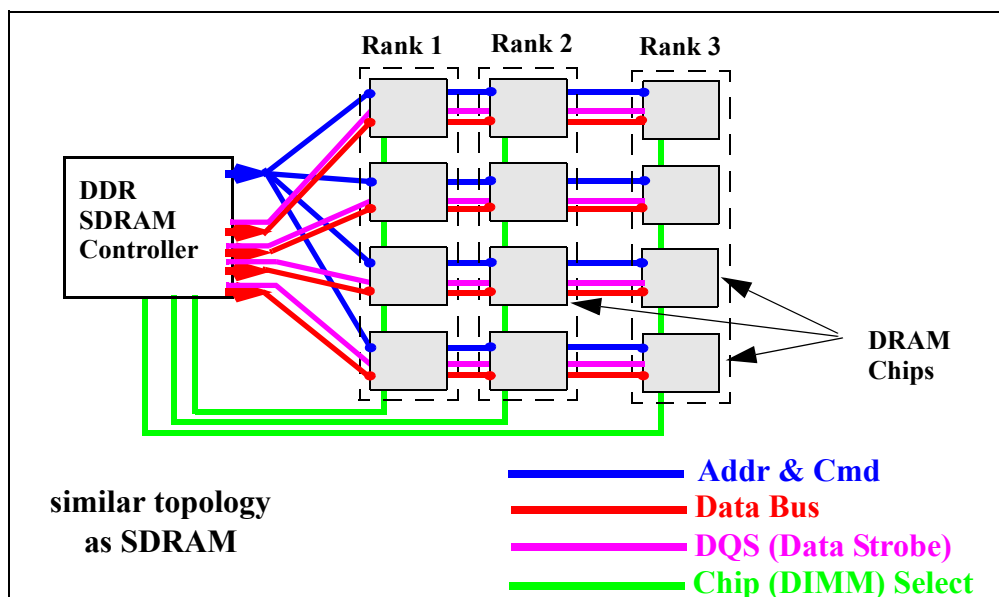 Rank 1
Rank 2
Rank 3
DDR
SDRAM
Controller
DRAM
Chips
similar topology
as SDRAM
Addr & Cmd
Data Bus
DQS (Data Strobe)
Chip (DIMM) Select